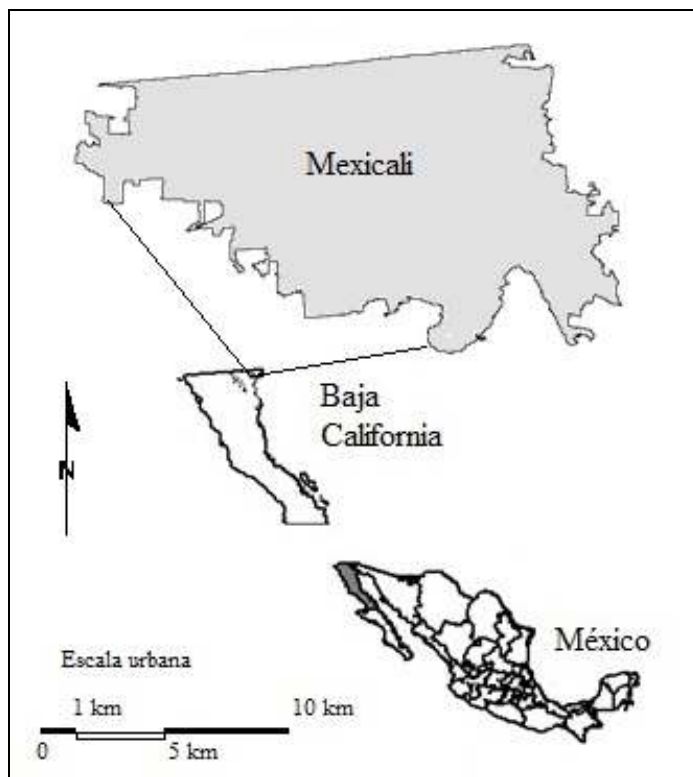 Mexicali
Baja
California
N
México
Escala urbana
1 km 10 km
0 5 km